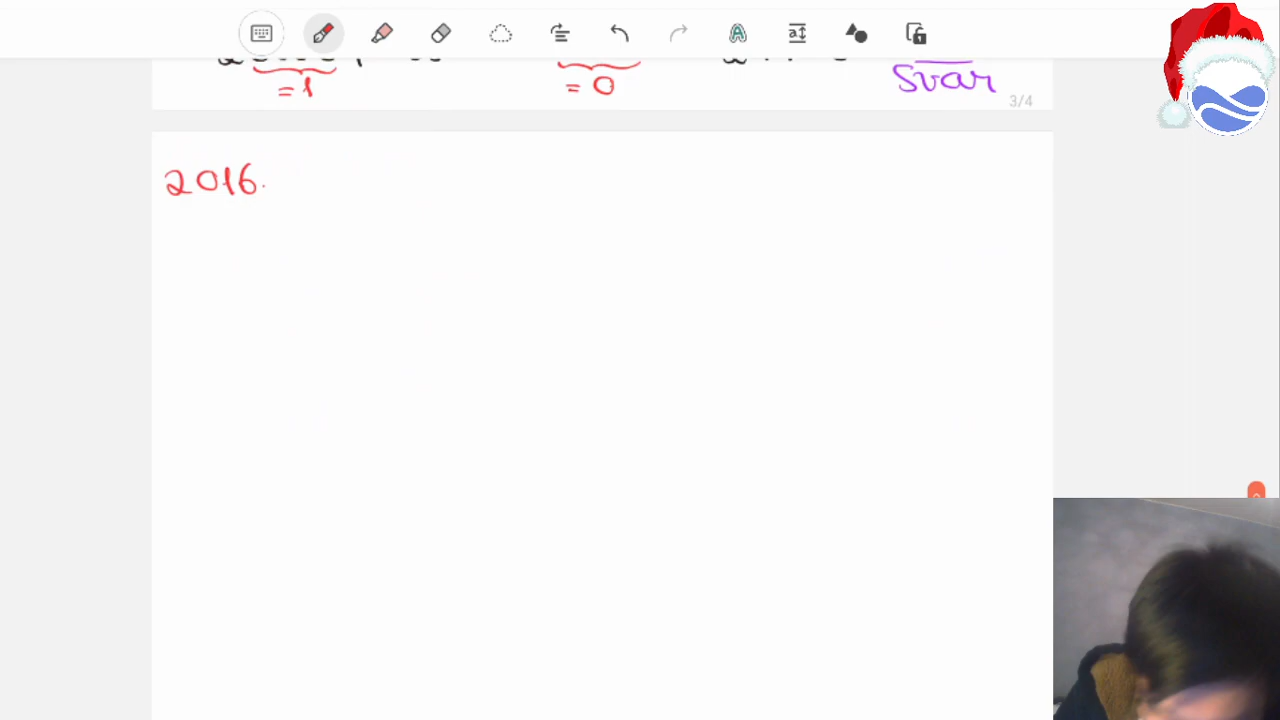 = 1
= 0
Svar
3/4
2016.